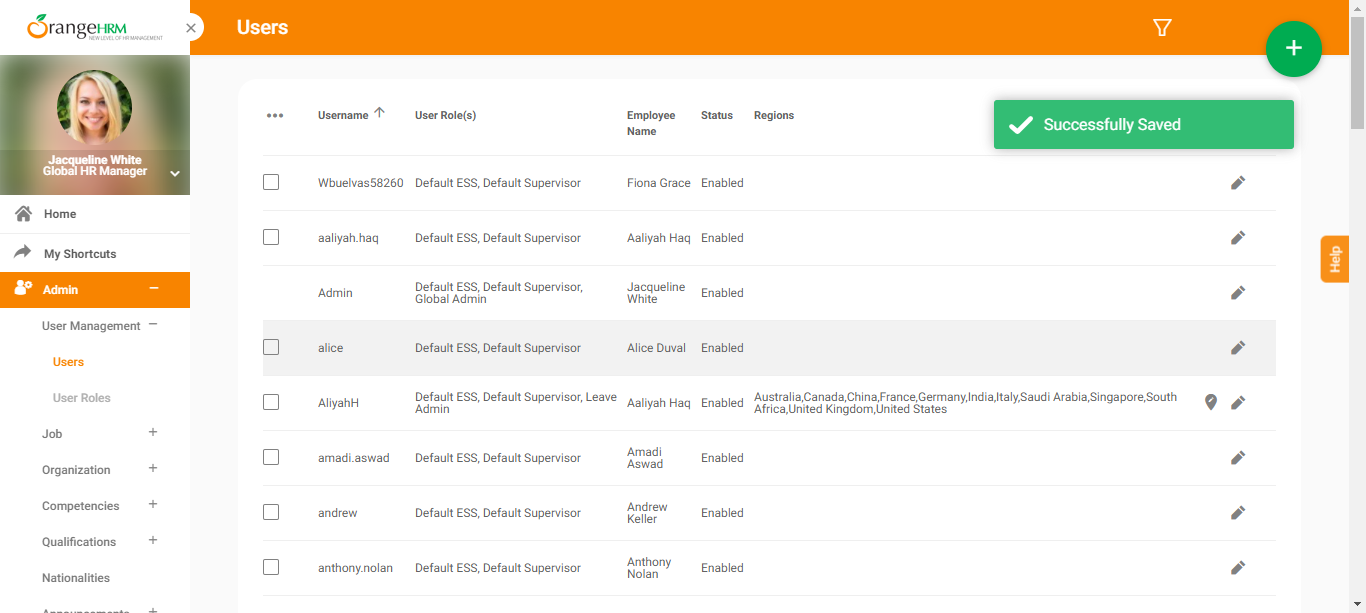 OrangeHRM
NEW LEVEL OF HR MANAGEMENT
Users
Jacqueline White
Global HR Manager
Home
My Shortcuts
Admin
User Management
Users
User Roles
Job
Organization
Competencies
Qualifications
Nationalities
Announcements
Successfully Saved
Help
Username User Role(s) Employee Name Status Regions
Wbuelvas58260 Default ESS, Default Supervisor Fiona Grace Enabled
aaliyah.haq Default ESS, Default Supervisor Aaliyah Haq Enabled
Admin Default ESS, Default Supervisor, Global Admin Jacqueline White Enabled
alice Default ESS, Default Supervisor Alice Duval Enabled
AliyahH Default ESS, Default Supervisor, Leave Admin Aaliyah Haq Enabled Australia,Canada,China,France,Germany,India,Italy,Saudi Arabia,Singapore,South Africa,United Kingdom,United States
amadi.aswad Default ESS, Default Supervisor Amadi Aswad Enabled
andrew Default ESS, Default Supervisor Andrew Keller Enabled
anthony.nolan Default ESS, Default Supervisor Anthony Nolan Enabled